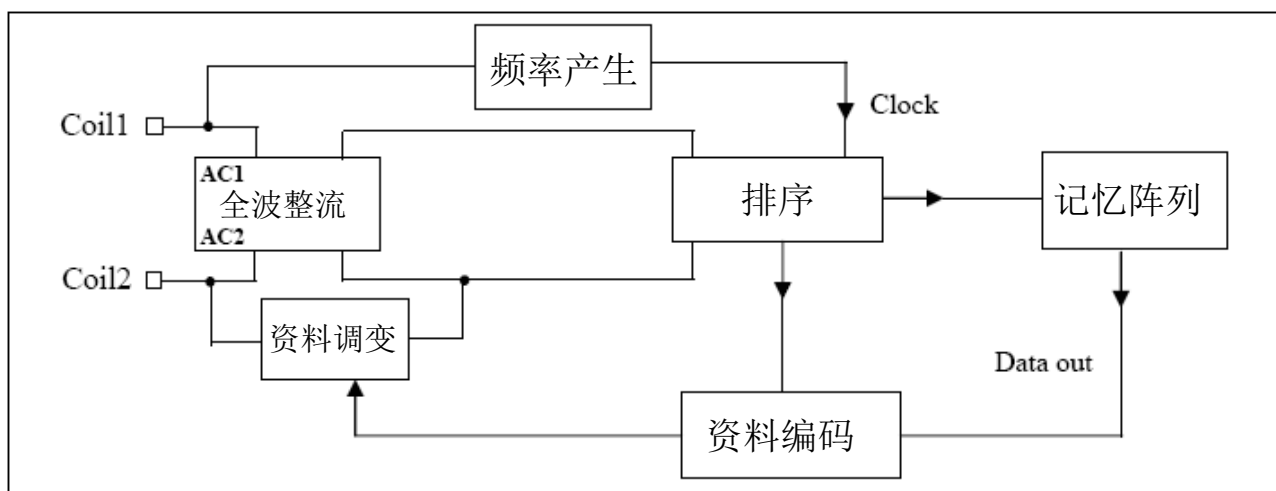 频率产生
Clock
Coil1
AC1
全波整流
AC2
排序
记忆阵列
Coil2
资料调变
Data out
资料编码